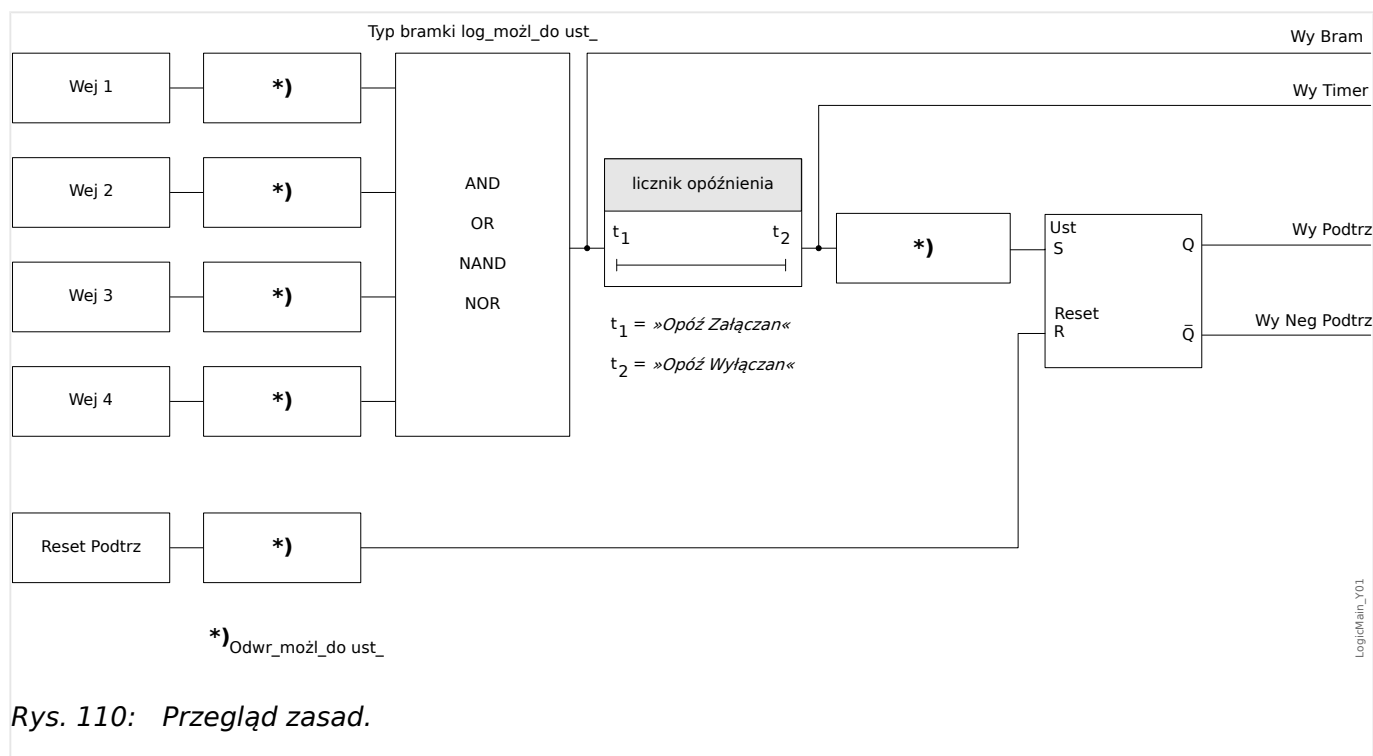 Typ bramki log_możl_do ust_
Wy Bram
Wej 1
*)
Wy Timer
Wej 2
*)
AND
OR
NAND
NOR
licznik opóźnienia
t1
t2
*)
Ust
S
Q
Wy Podtrz
Reset
R
Q̅
Wy Neg Podtrz
Wej 3
*)
t1 = »Opóź Załączan«
t2 = »Opóź Wyłączan«
Wej 4
*)
Reset Podtrz
*)
*)Odwr_możl_do ust_
LogicMain_Y01
Rys. 110: Przegląd zasad.